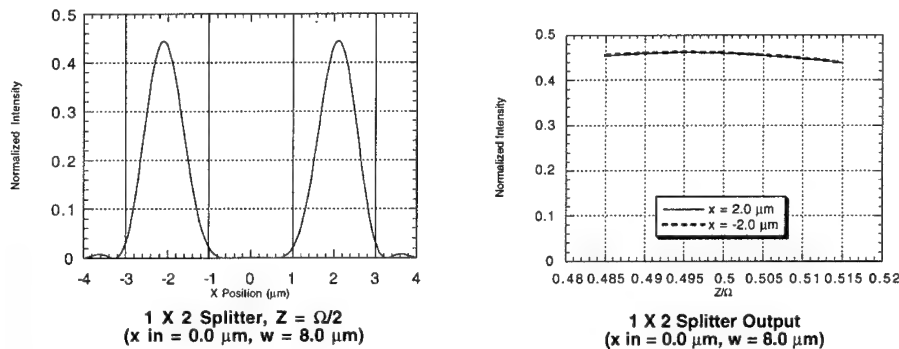 0.5
0.4
0.3
0.2
0.1
0
Normalized Intensity
-4 -3 -2 -1 0 1 2 3 4
X Position (µm)
1 X 2 Splitter, Z = Ω/2
(x in = 0.0 µm, w = 8.0 µm)
0.5
0.4
0.3
0.2
0.1
0
Normalized Intensity
x = 2.0 µm
x = -2.0 µm
0.48 0.485 0.49 0.495 0.5 0.505 0.51 0.515 0.52
Z/Ω
1 X 2 Splitter Output
(x in = 0.0 µm, w = 8.0 µm)